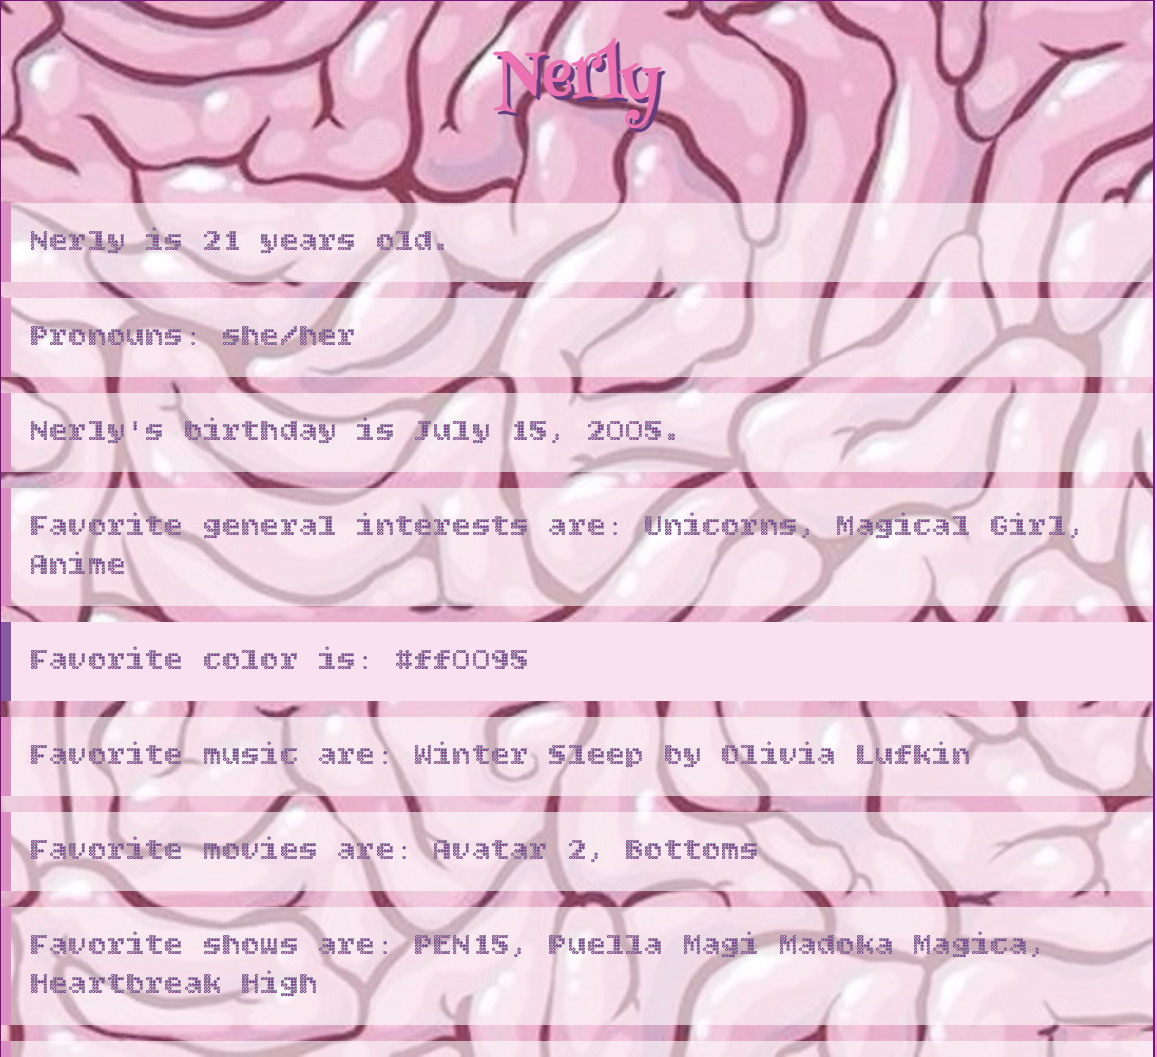 Nerly
Nerly is 21 years old.
Pronouns: she/her
Nerly's birthday is July 15, 2005.
Favorite general interests are: Unicorns, Magical Girl,
Anime
Favorite color is: #ff0095
Favorite music are: Winter Sleep by Olivia Lufkin
Favorite movies are: Avatar 2, Bottoms
Favorite shows are: PEN15, Puella Magi Madoka Magica,
Heartbreak High